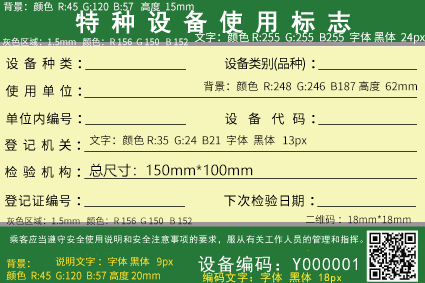 背景：颜色 R:45 G:120 B:57 高度 15mm
特种设备使用标志
灰色区域：1.5mm 颜色：R 156 G 150 B 152
文字：颜色 R:255 G:255 B255 字体 黑体 24px
设备种类：
设备类别(品种)：
使用单位：
背景：颜色 R:248 G:246 B187 高度 62mm
单位内编号：
设备代码：
登记机关：
文字：颜色 R:35 G:24 B21 字体 黑体 13px
检验机构：
总尺寸：150mm*100mm
登记证编号：
下次检验日期：
灰色区域：1.5mm 颜色：R 156 G 150 B 152
二维码：18mm*18mm
乘客应当遵守安全使用说明和安全注意事项的要求，服从有关工作人员的管理和指挥。
背景：
说明文字：字体 黑体 9px
设备编码：Y000001
颜色 R:45 G:120 B:57 高度 20mm
编码文字：字体 黑体 18px